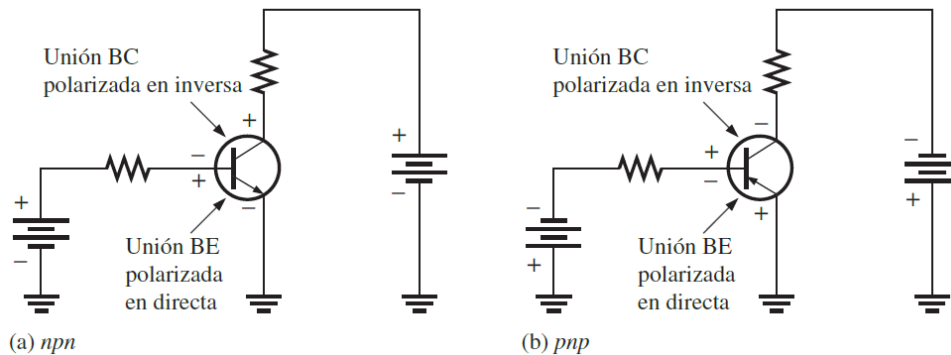 Unión BC
polarizada en inversa
+
−
+
−
+
−
+
−
Unión BE
polarizada
en directa
(a) npn
Unión BC
polarizada en inversa
−
+
−
+
−
+
−
+
Unión BE
polarizada
en directa
(b) pnp